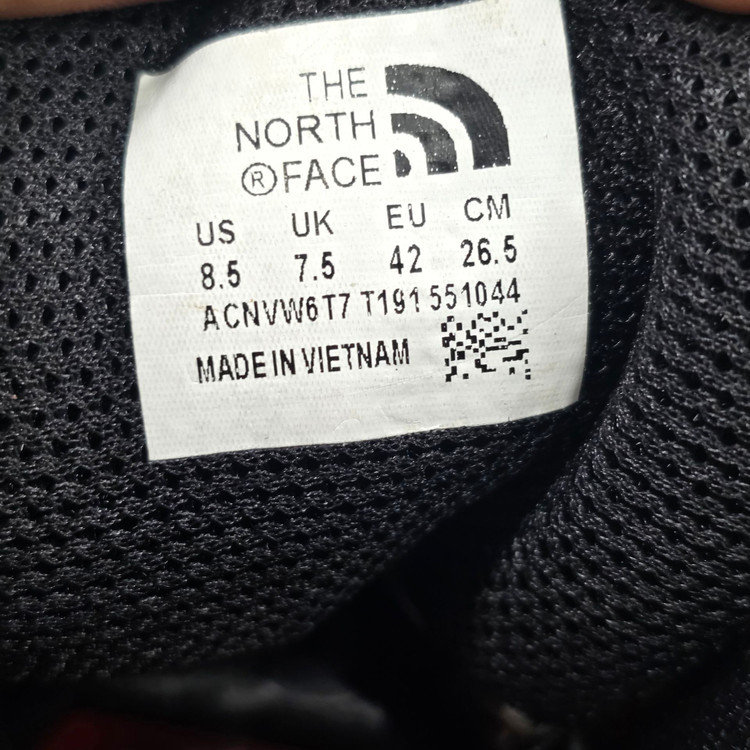 THE
NORTH
®FACE
US UK EU CM
8.5 7.5 42 26.5
ACNVW6T7 T191 551044
MADE IN VIETNAM